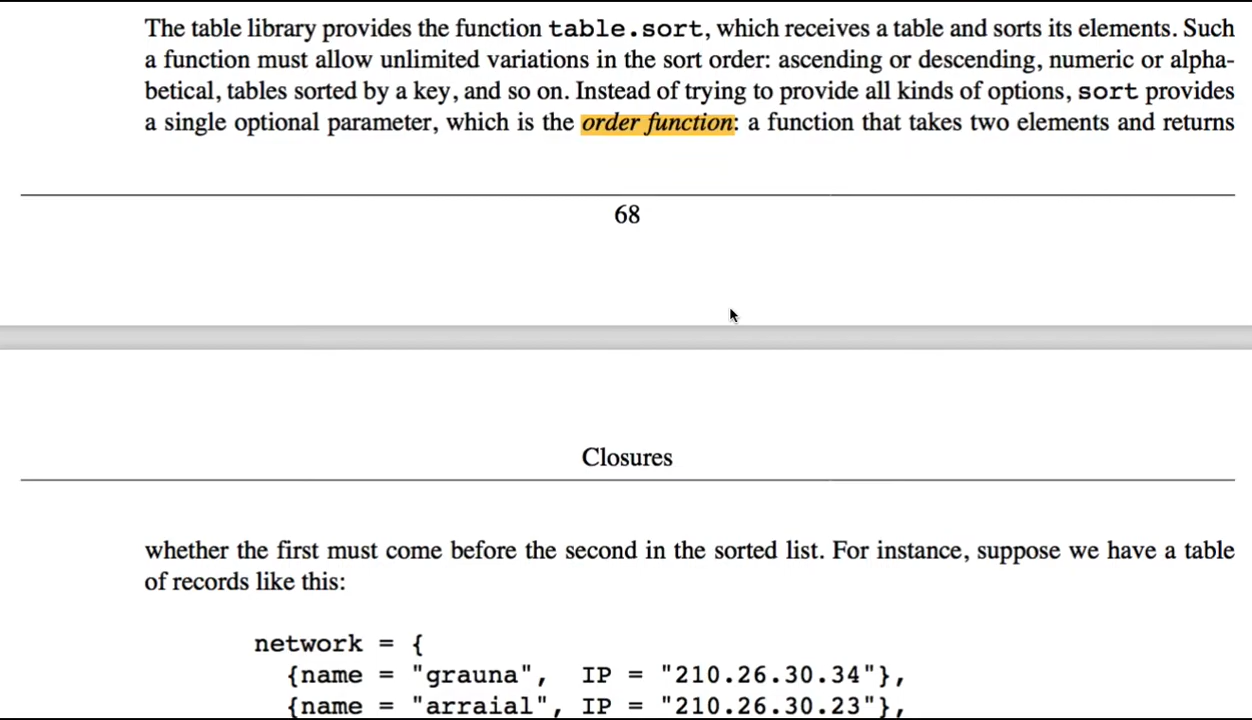 The table library provides the function table.sort, which receives a table and sorts its elements. Such
a function must allow unlimited variations in the sort order: ascending or descending, numeric or alpha-
betical, tables sorted by a key, and so on. Instead of trying to provide all kinds of options, sort provides
a single optional parameter, which is the order function: a function that takes two elements and returns
68
Closures
whether the first must come before the second in the sorted list. For instance, suppose we have a table
of records like this:
network = {
{name = "grauna", IP = "210.26.30.34"},
{name = "arraial", IP = "210.26.30.23"},